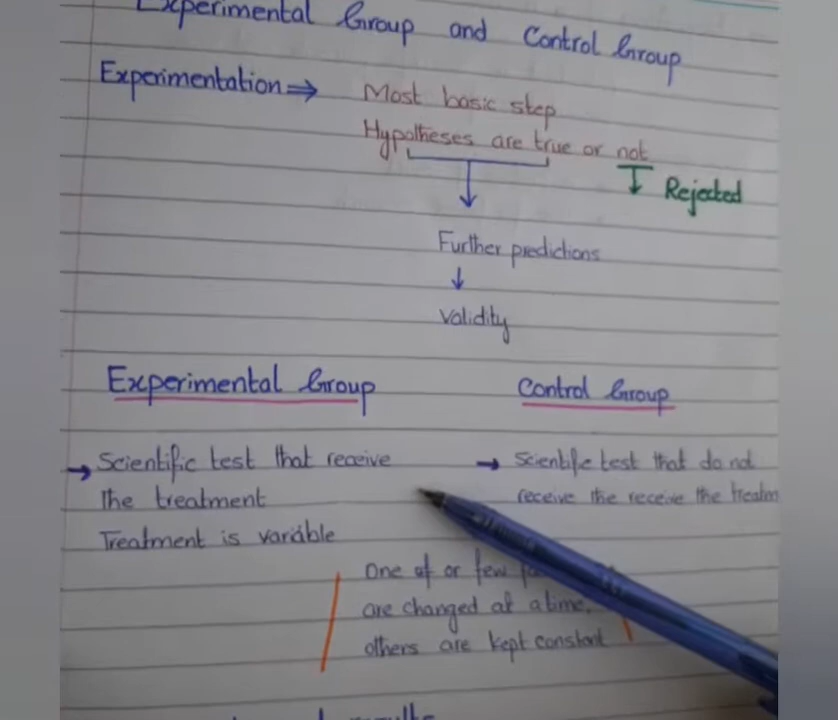 Experimental Group and Control Group
Experimentation ⇒ Most basic step
Hypotheses are true or not
Rejected
Further predictions
↓
validity
Experimental Group
Control Group
→ Scientific test that receive
the treatment
Treatment is variable
→ Scientific test that do not
receive the receive the treatm
One of or few
are changed at a time,
others are kept constant